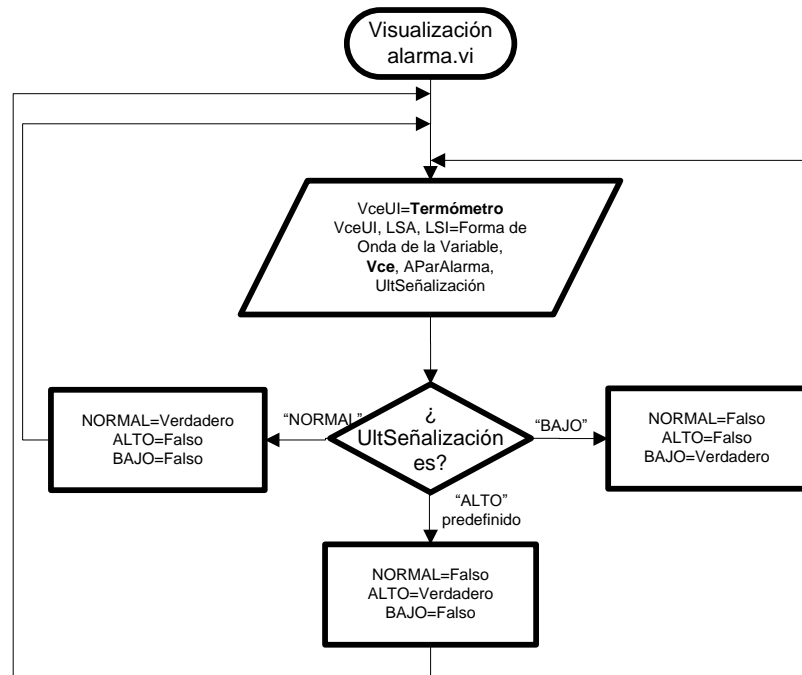 Visualización
alarma.vi
VceUI=Termómetro
VceUI, LSA, LSI=Forma de
Onda de la Variable,
Vce, AParAlarma,
UltSeñalización
¿
UltSeñalización
es?
“NORMAL”
NORMAL=Verdadero
ALTO=Falso
BAJO=Falso
“BAJO”
NORMAL=Falso
ALTO=Falso
BAJO=Verdadero
“ALTO”
predefinido
NORMAL=Falso
ALTO=Verdadero
BAJO=Falso